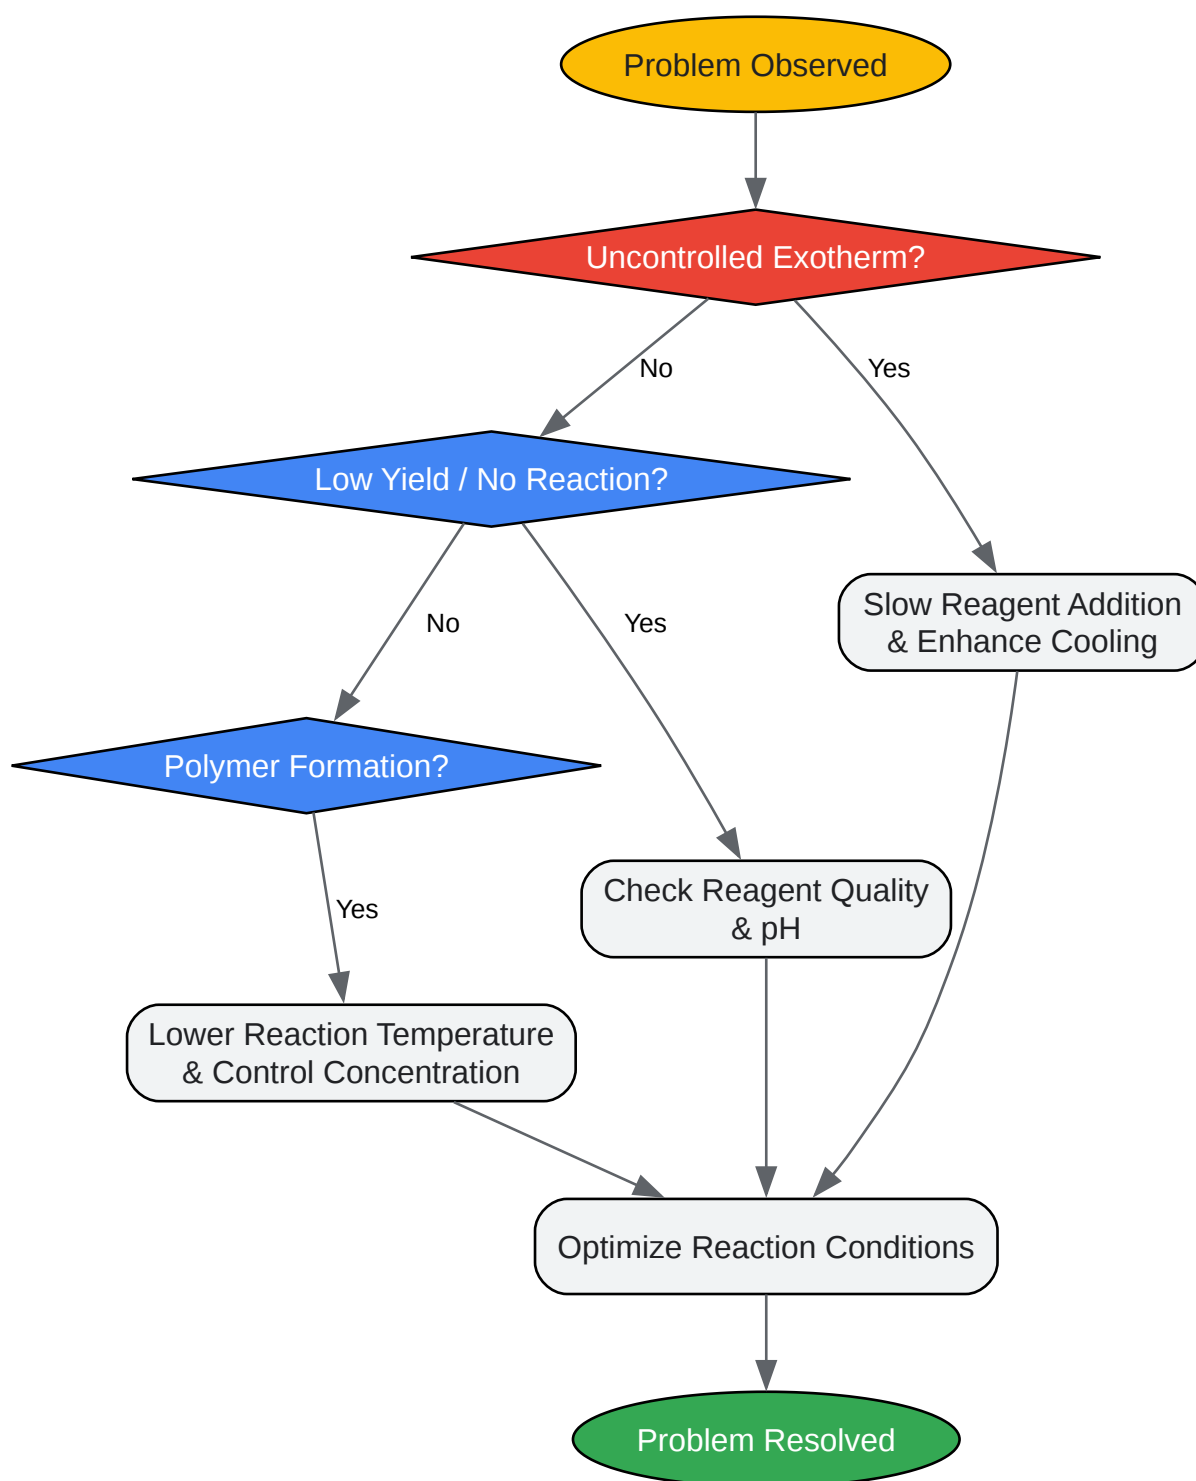 Problem Observed
Uncontrolled Exotherm?
No
Yes
Low Yield / No Reaction?
Slow Reagent Addition
& Enhance Cooling
No
Yes
Polymer Formation?
Check Reagent Quality
& pH
Yes
Lower Reaction Temperature
& Control Concentration
Optimize Reaction Conditions
Problem Resolved